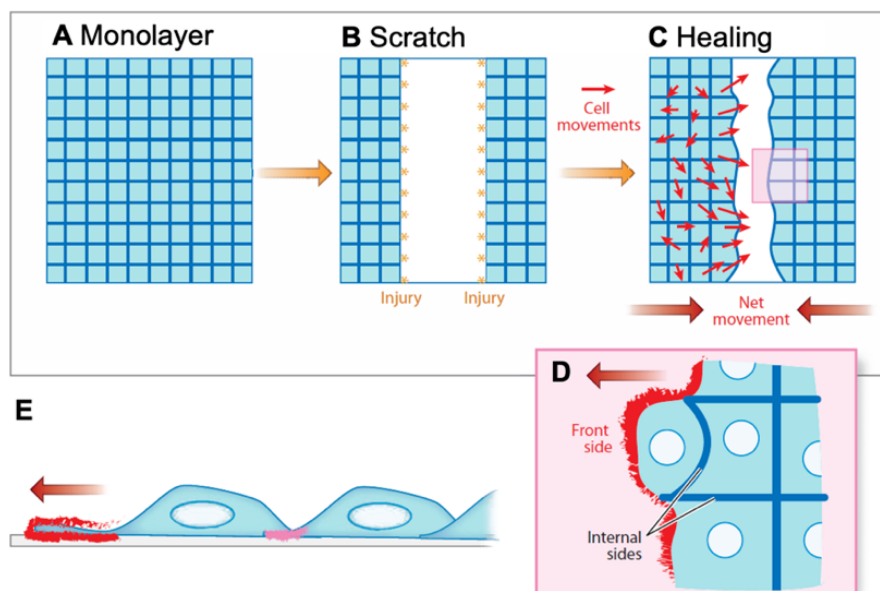 A Monolayer
B Scratch
C Healing
Cell
movements
Injury
Injury
Net
movement
D
Front
side
Internal
sides
E